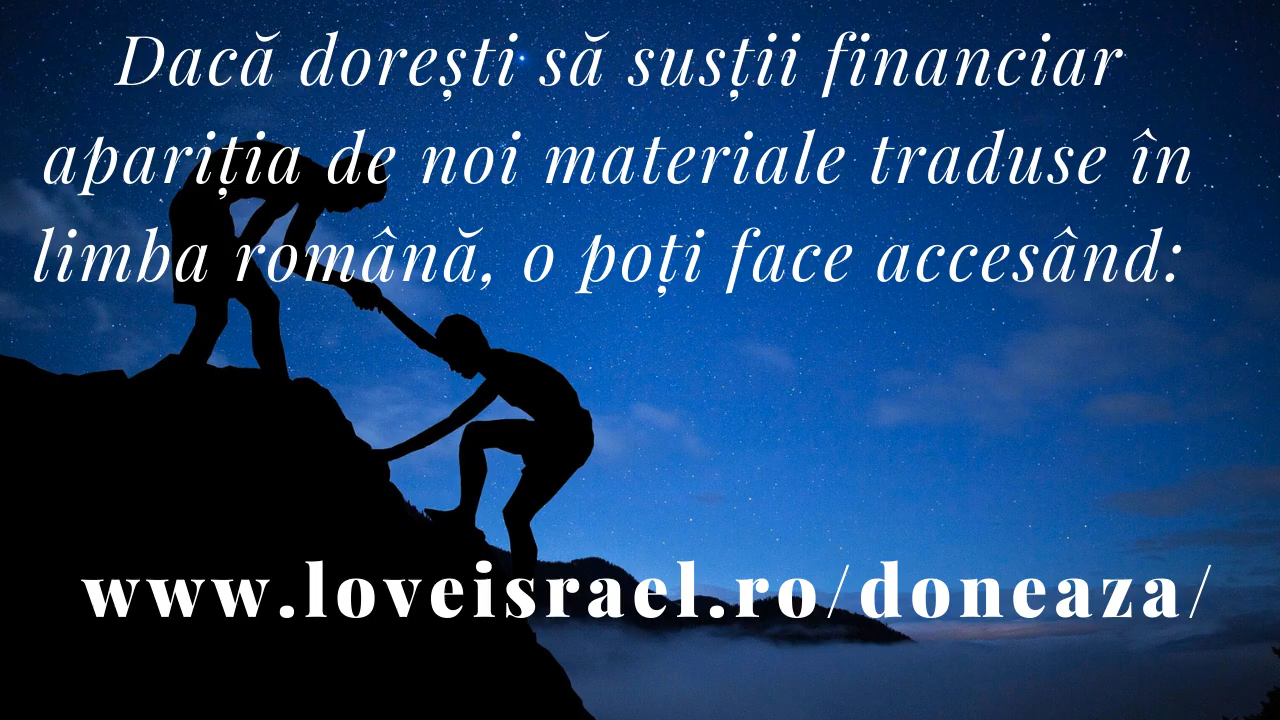 Dacă dorești să susții financiar
apariția de noi materiale traduse în
limba română, o poți face accesând:
www.loveisrael.ro/doneaza/